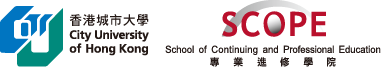 香港城市大學
City University
of Hong Kong
SCOPE
School of Continuing and Professional Education
專業進修學院